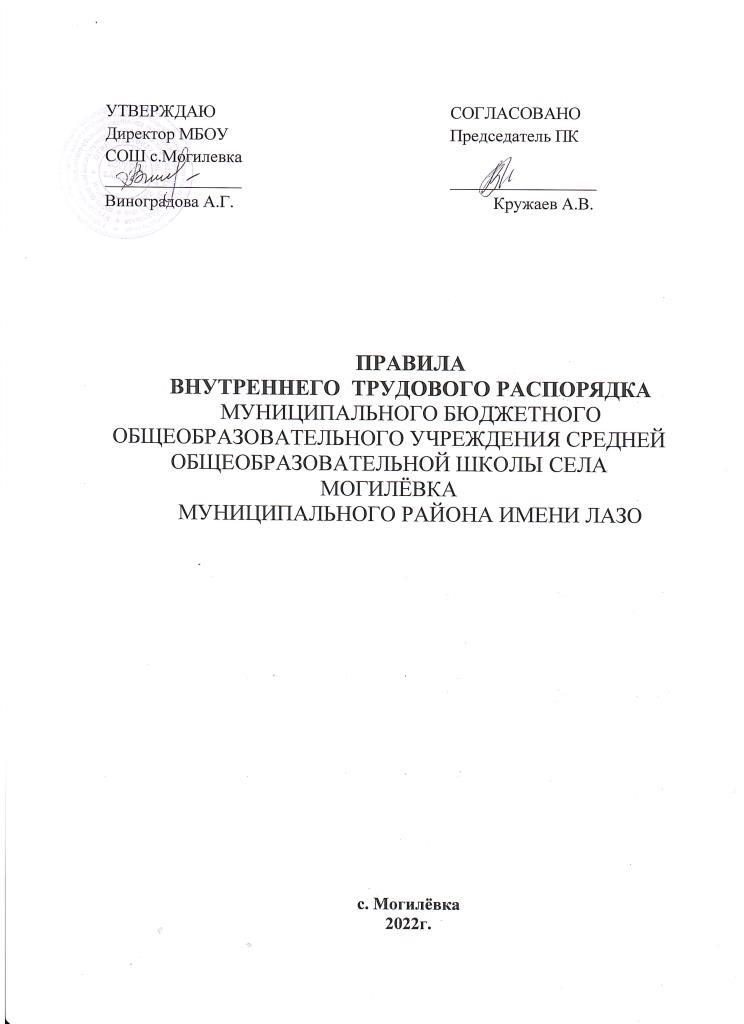 УТВЕРЖДАЮ
Директор МБОУ
СОШ с.Могилевка
Виноградова А.Г.
СОГЛАСОВАНО
Председатель ПК
Кружаев А.В.
ПРАВИЛА
ВНУТРЕННЕГО ТРУДОВОГО РАСПОРЯДКА
МУНИЦИПАЛЬНОГО БЮДЖЕТНОГО
ОБЩЕОБРАЗОВАТЕЛЬНОГО УЧРЕЖДЕНИЯ СРЕДНЕЙ
ОБЩЕОБРАЗОВАТЕЛЬНОЙ ШКОЛЫ СЕЛА
МОГИЛЁВКА
МУНИЦИПАЛЬНОГО РАЙОНА ИМЕНИ ЛАЗО
с. Могилёвка
2022г.